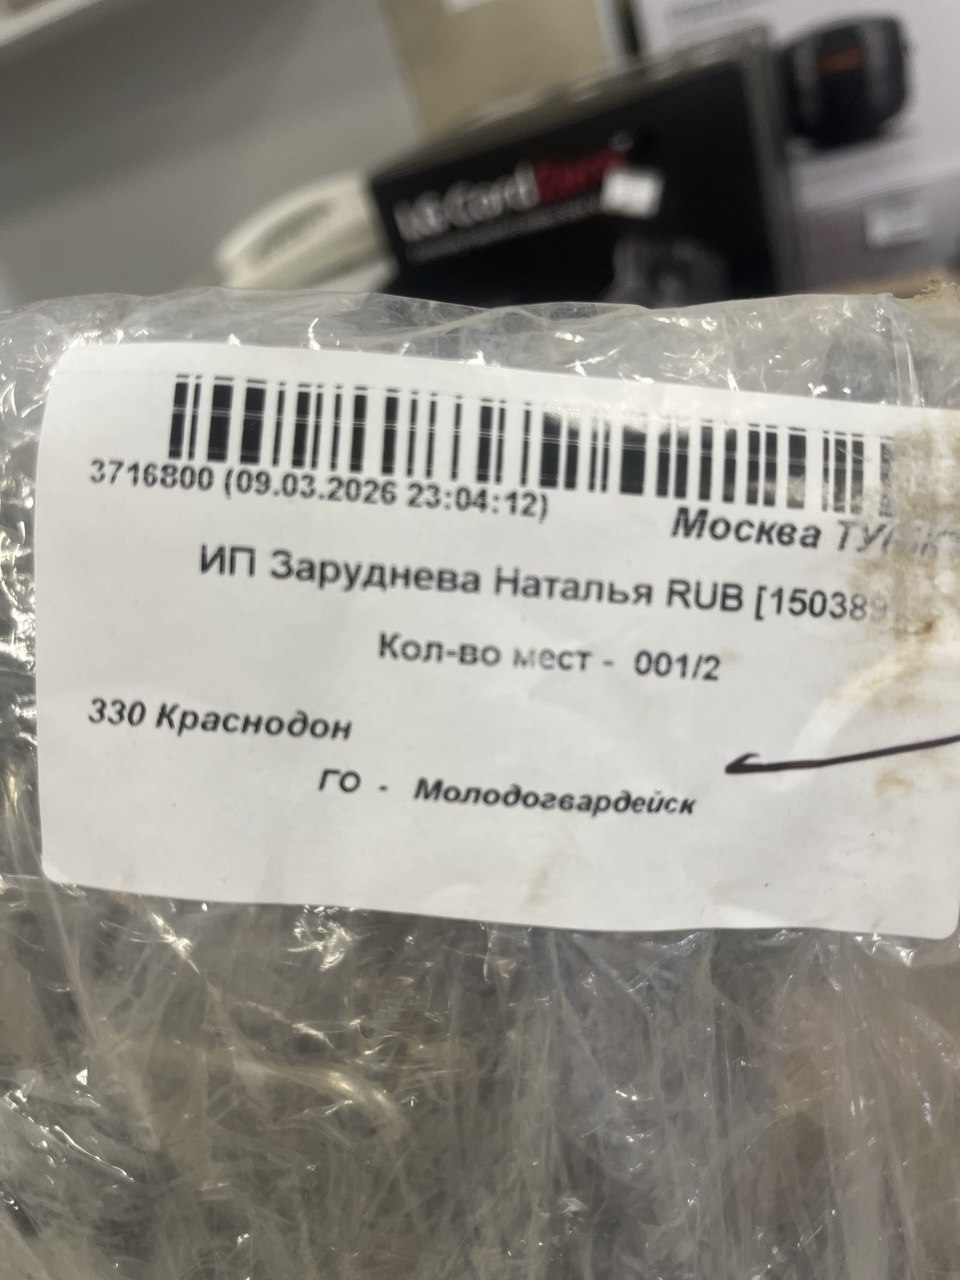 3716800 (09.03.2026 23:04:12)
Москва
ИП Заруднева Наталья RUB [150389
Кол-во мест - 001/2
330 Краснодон
ГО - Молодогвардейск